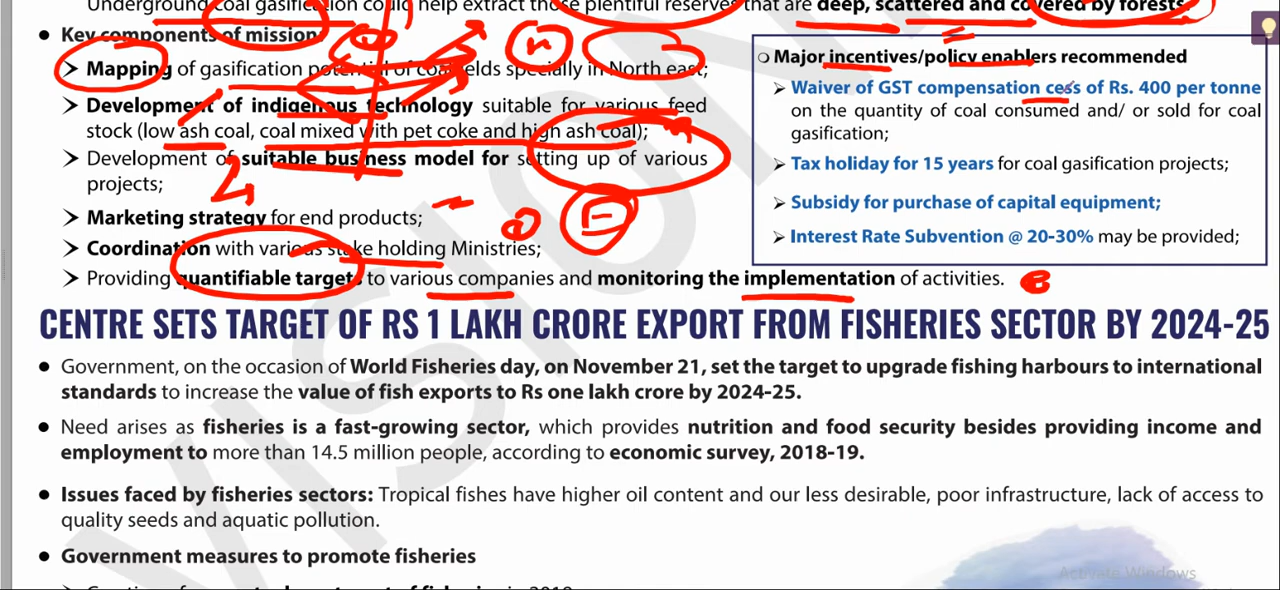 Underground coal gasification could help extract those plentiful reserves that are deep, scattered and covered by forests.
● Key components of mission
➤ Mapping of gasification potential of coalfields specially in North east;
➤ Development of indigenous technology suitable for various feed
stock (low ash coal, coal mixed with pet coke and high ash coal);
➤ Development of suitable business model for setting up of various
projects;
➤ Marketing strategy for end products;
➤ Coordination with various stake holding Ministries;
➤ Providing quantifiable targets to various companies and monitoring the implementation of activities.
○ Major incentives/policy enablers recommended
➤ Waiver of GST compensation cess of Rs. 400 per tonne
on the quantity of coal consumed and/ or sold for coal
gasification;
➤ Tax holiday for 15 years for coal gasification projects;
➤ Subsidy for purchase of capital equipment;
➤ Interest Rate Subvention @ 20-30% may be provided;
CENTRE SETS TARGET OF RS 1 LAKH CRORE EXPORT FROM FISHERIES SECTOR BY 2024-25
● Government, on the occasion of World Fisheries day, on November 21, set the target to upgrade fishing harbours to international
standards to increase the value of fish exports to Rs one lakh crore by 2024-25.
● Need arises as fisheries is a fast-growing sector, which provides nutrition and food security besides providing income and
employment to more than 14.5 million people, according to economic survey, 2018-19.
● Issues faced by fisheries sectors: Tropical fishes have higher oil content and our less desirable, poor infrastructure, lack of access to
quality seeds and aquatic pollution.
● Government measures to promote fisheries
VISION
Activate Windows